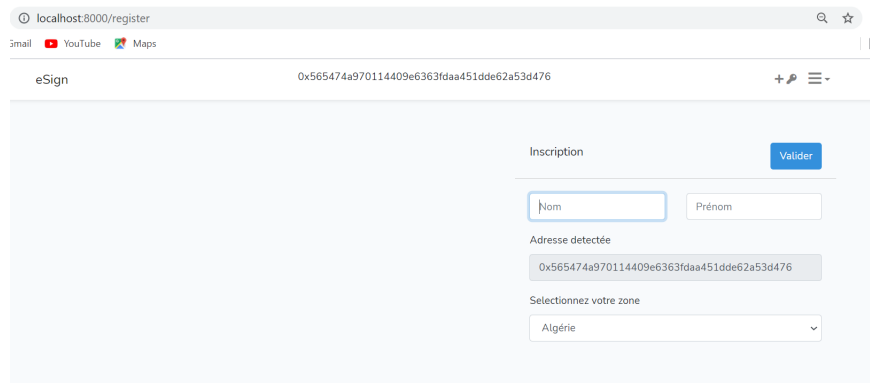 localhost:8000/register
Gmail YouTube Maps
eSign 0x565474a970114409e6363fdaa451dde62a53d476
Inscription Valider
Nom Prénom
Adresse detectée
0x565474a970114409e6363fdaa451dde62a53d476
Selectionnez votre zone
Algérie